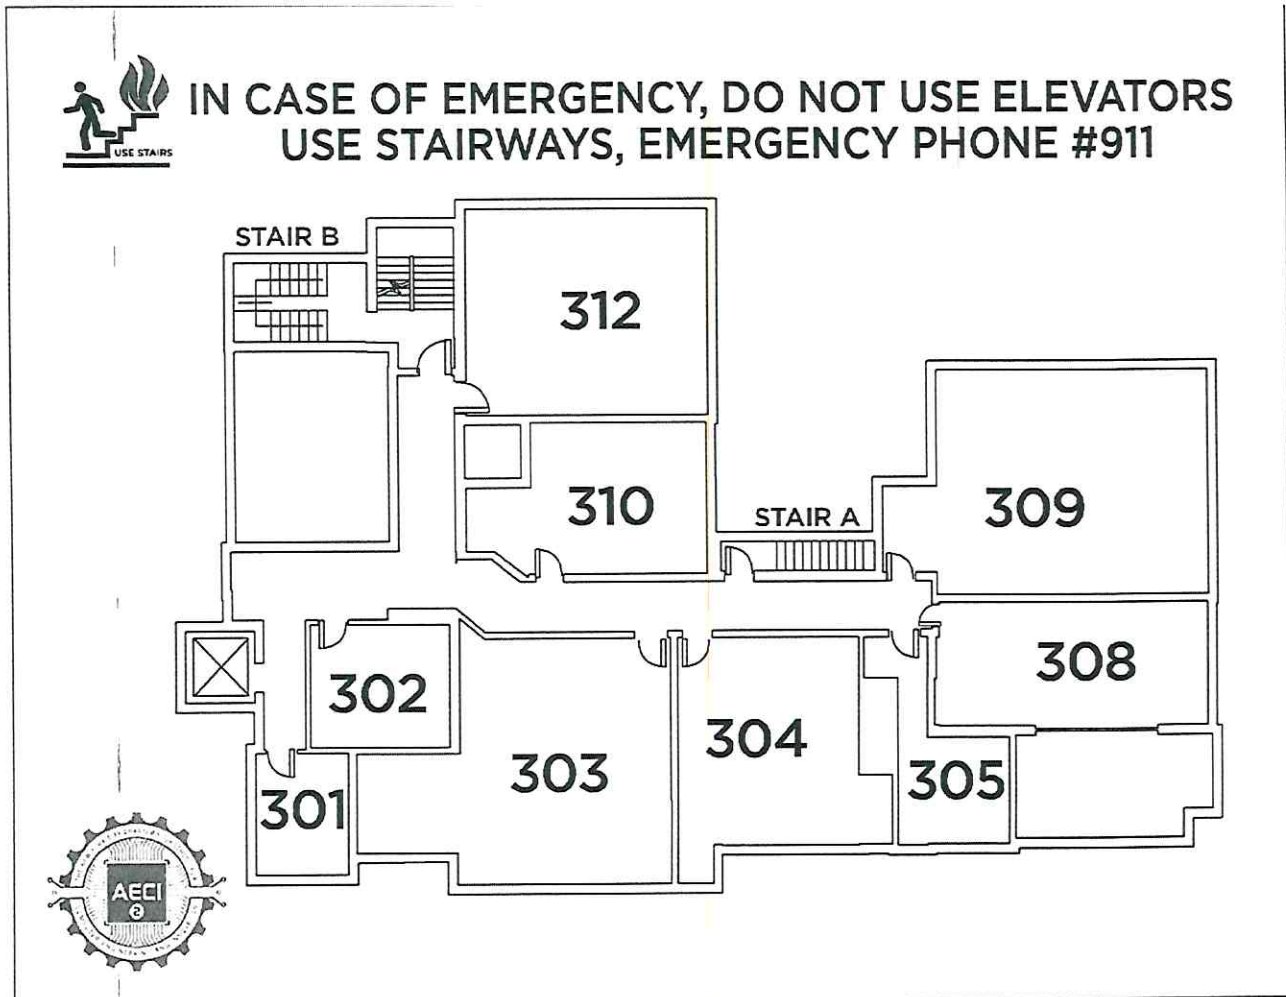 IN CASE OF EMERGENCY, DO NOT USE ELEVATORS
USE STAIRWAYS, EMERGENCY PHONE #911
USE STAIRS
STAIR B
312
310
STAIR A
309
302
303
304
308
305
301
AECI
2